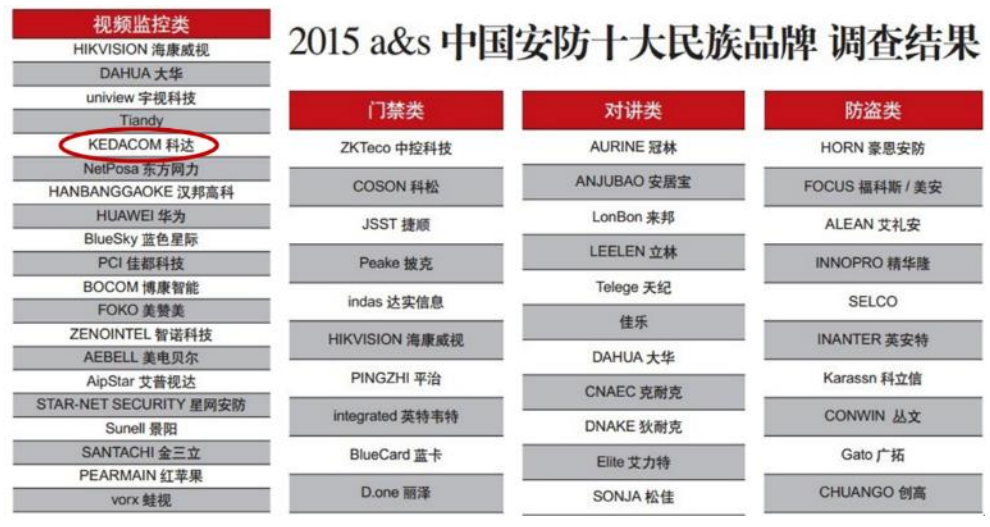 视频监控类
HIKVISION 海康威视
DAHUA 大华
uniview 宇视科技
Tiandy
KEDACOM 科达
NetPosa 东方网力
HANBANGGAOKE 汉邦高科
HUAWEI 华为
BlueSky 蓝色星际
PCI 佳都科技
BOCOM 博康智能
FOKO 美赞美
ZENOINTEL 智诺科技
AEBELL 美电贝尔
AipStar 艾普视达
STAR-NET SECURITY 星网安防
Sunell 景阳
SANTACHI 金三立
PEARMAIN 红苹果
vorx 蛙视
2015 a&s 中国安防十大民族品牌 调查结果
门禁类
ZKTeco 中控科技
COSON 科松
JSST 捷顺
Peake 披克
indas 达实信息
HIKVISION 海康威视
PINGZHI 平治
integrated 英特韦特
BlueCard 蓝卡
D.one 丽泽
对讲类
AURINE 冠林
ANJUBAO 安居宝
LonBon 来邦
LEELEN 立林
Telege 天纪
佳乐
DAHUA 大华
CNAEC 克耐克
DNAKE 狄耐克
Elite 艾力特
SONJA 松佳
防盗类
HORN 豪恩安防
FOCUS 福科斯 / 美安
ALEAN 艾礼安
INNOPRO 精华隆
SELCO
INANTER 英安特
Karassn 科立信
CONWIN 丛文
Gato 广拓
CHUANGO 创高